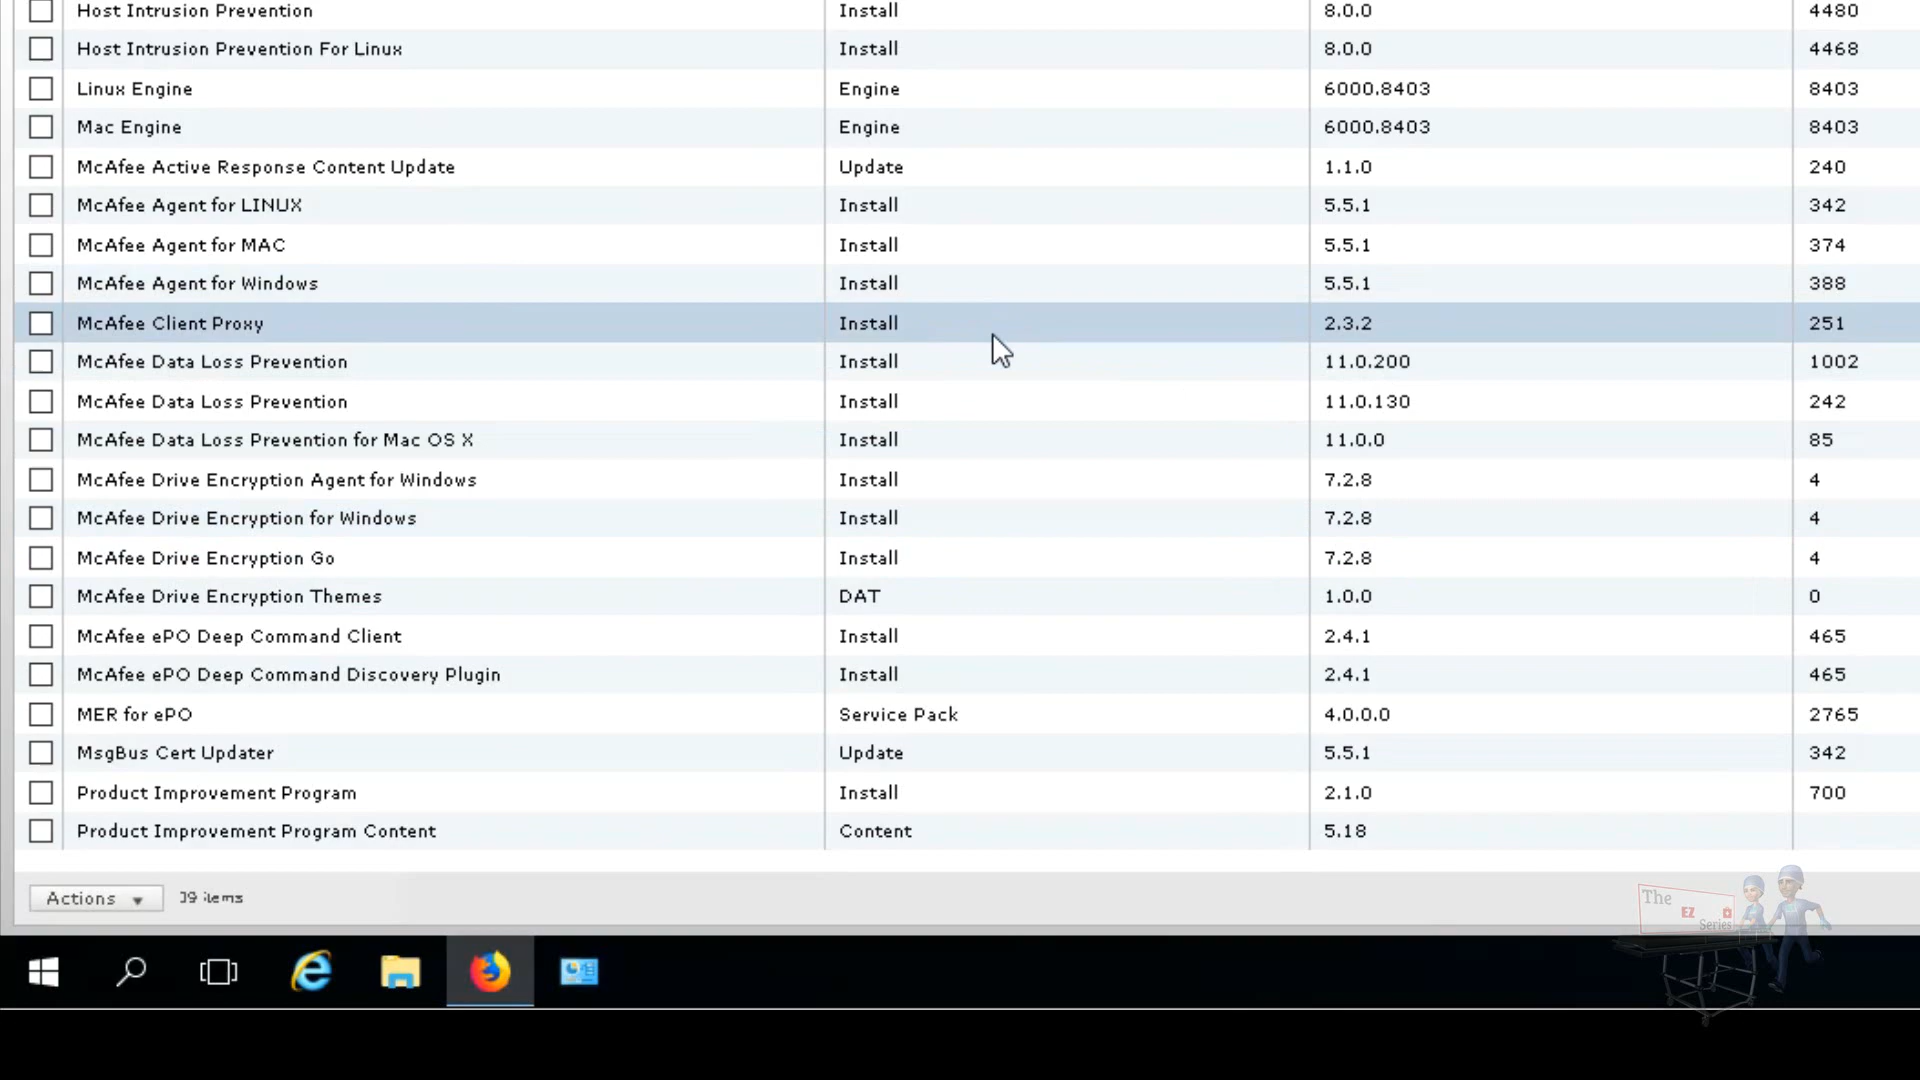 Host Intrusion Prevention Install 8.0.0 4480
Host Intrusion Prevention For Linux Install 8.0.0 4468
Linux Engine Engine 6000.8403 8403
Mac Engine Engine 6000.8403 8403
McAfee Active Response Content Update Update 1.1.0 240
McAfee Agent for LINUX Install 5.5.1 342
McAfee Agent for MAC Install 5.5.1 374
McAfee Agent for Windows Install 5.5.1 388
McAfee Client Proxy Install 2.3.2 251
McAfee Data Loss Prevention Install 11.0.200 1002
McAfee Data Loss Prevention Install 11.0.130 242
McAfee Data Loss Prevention for Mac OS X Install 11.0.0 85
McAfee Drive Encryption Agent for Windows Install 7.2.8 4
McAfee Drive Encryption for Windows Install 7.2.8 4
McAfee Drive Encryption Go Install 7.2.8 4
McAfee Drive Encryption Themes DAT 1.0.0 0
McAfee ePO Deep Command Client Install 2.4.1 465
McAfee ePO Deep Command Discovery Plugin Install 2.4.1 465
MER for ePO Service Pack 4.0.0.0 2765
MsgBus Cert Updater Update 5.5.1 342
Product Improvement Program Install 2.1.0 700
Product Improvement Program Content Content 5.18
Actions 39 items
The
EZ
Series